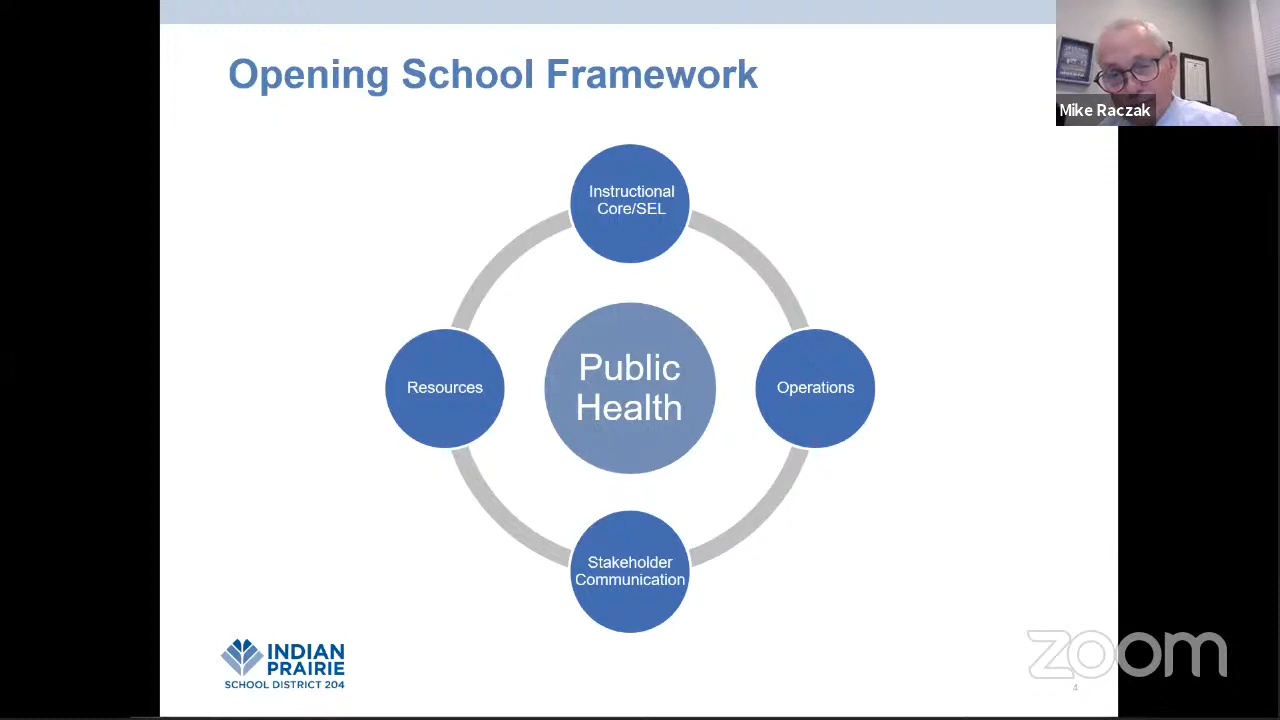 Opening School Framework
Mike Raczak
Instructional
Core/SEL
Resources
Public
Health
Operations
Stakeholder
Communication
INDIAN
PRAIRIE
SCHOOL DISTRICT 204
zoom
4